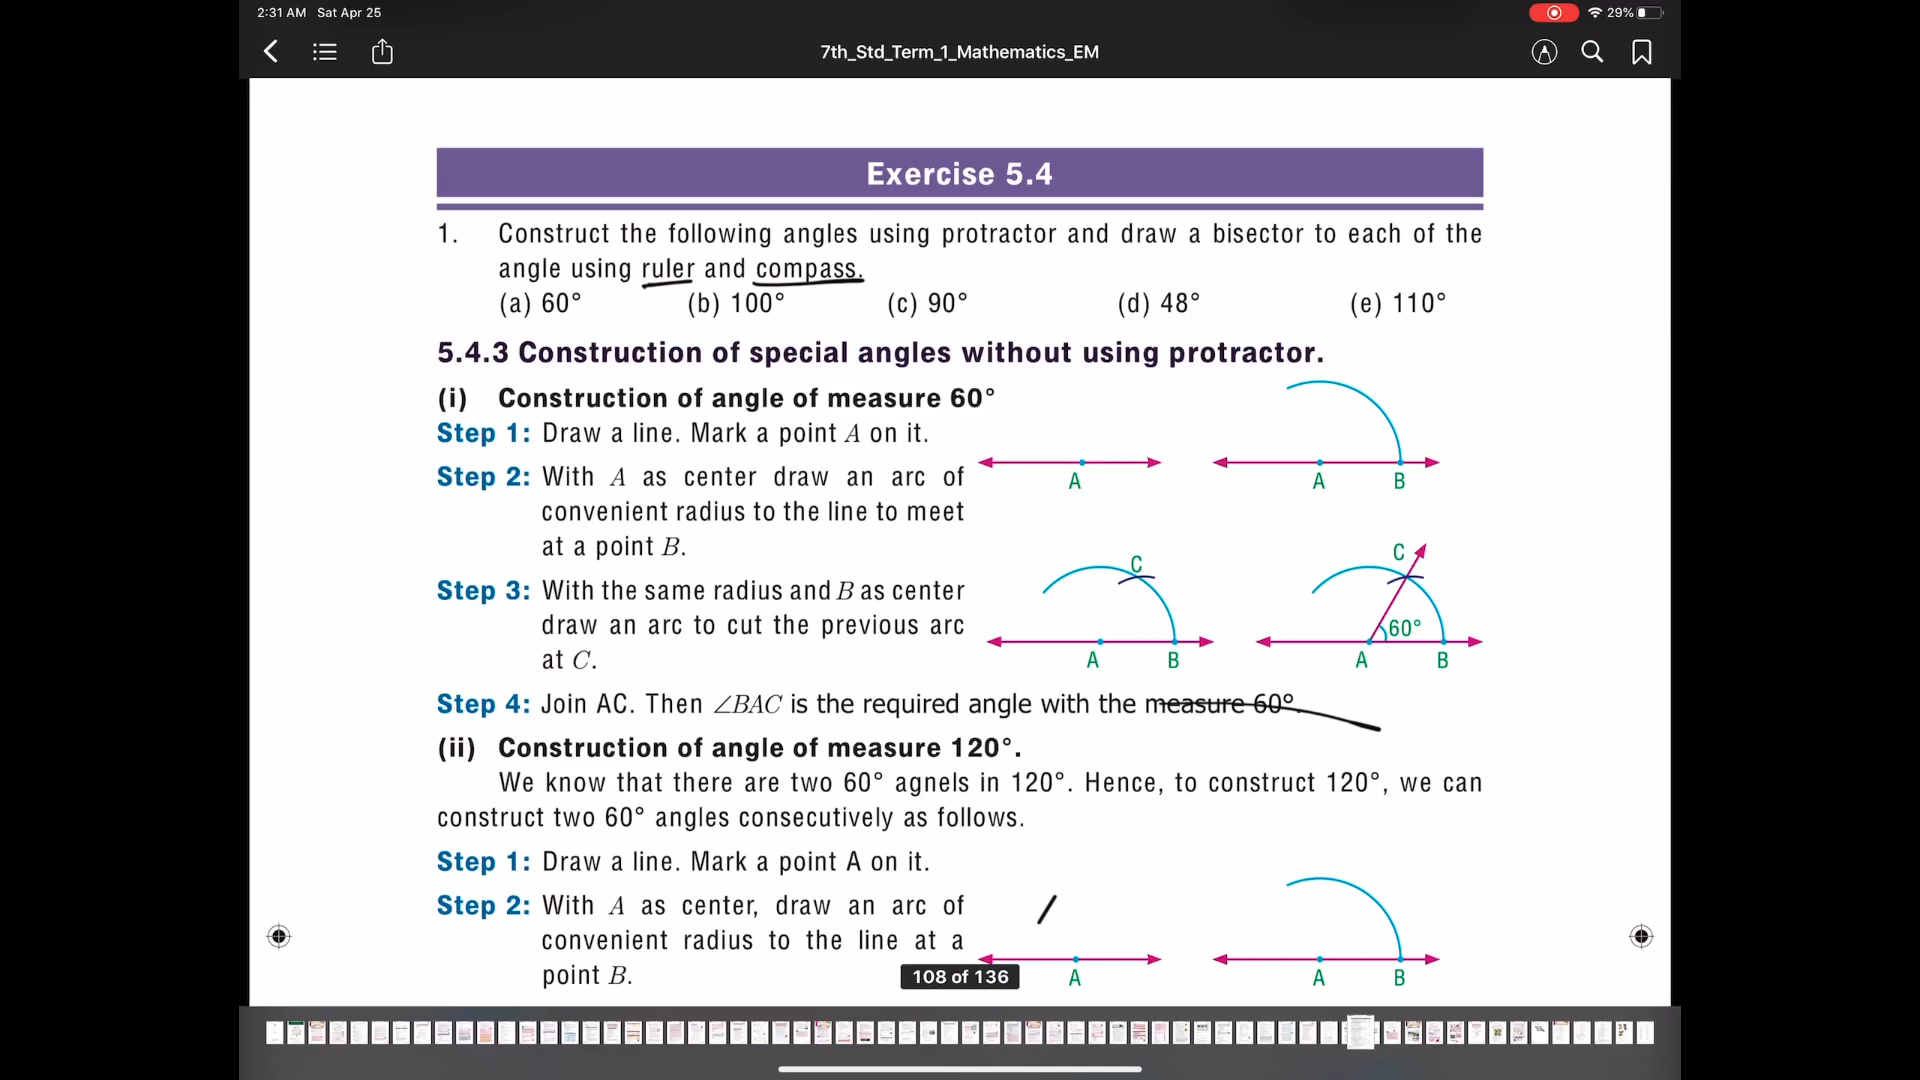 2:31 AM Sat Apr 25
29%
7th_Std_Term_1_Mathematics_EM
Exercise 5.4
1. Construct the following angles using protractor and draw a bisector to each of the
angle using ruler and compass.
(a) 60° (b) 100° (c) 90° (d) 48° (e) 110°
5.4.3 Construction of special angles without using protractor.
(i) Construction of angle of measure 60°
Step 1: Draw a line. Mark a point A on it.
Step 2: With A as center draw an arc of
convenient radius to the line to meet
at a point B.
A
A B
Step 3: With the same radius and B as center
draw an arc to cut the previous arc
at C.
C
A B
C
60°
A B
Step 4: Join AC. Then ∠BAC is the required angle with the measure 60°.
(ii) Construction of angle of measure 120°.
We know that there are two 60° agnels in 120°. Hence, to construct 120°, we can
construct two 60° angles consecutively as follows.
Step 1: Draw a line. Mark a point A on it.
Step 2: With A as center, draw an arc of
convenient radius to the line at a
point B.
A
A B
108 of 136